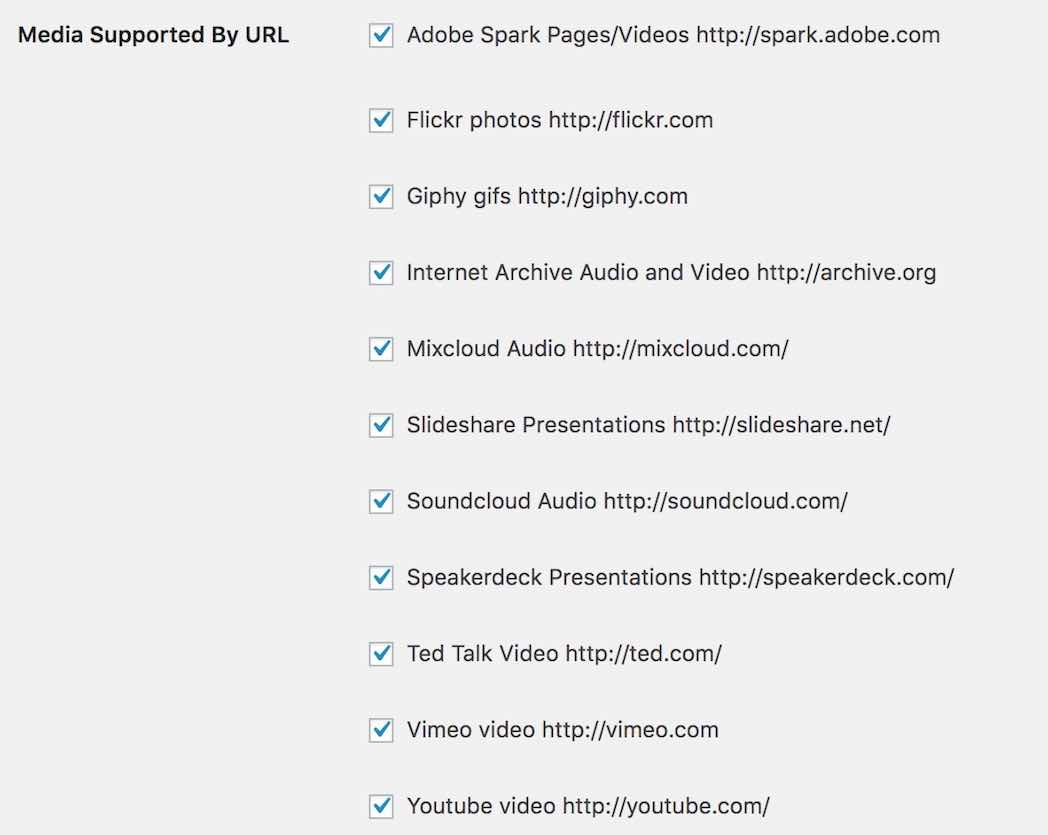 Media Supported By URL
Adobe Spark Pages/Videos http://spark.adobe.com
Flickr photos http://flickr.com
Giphy gifs http://giphy.com
Internet Archive Audio and Video http://archive.org
Mixcloud Audio http://mixcloud.com/
Slideshare Presentations http://slideshare.net/
Soundcloud Audio http://soundcloud.com/
Speakerdeck Presentations http://speakerdeck.com/
Ted Talk Video http://ted.com/
Vimeo video http://vimeo.com
Youtube video http://youtube.com/